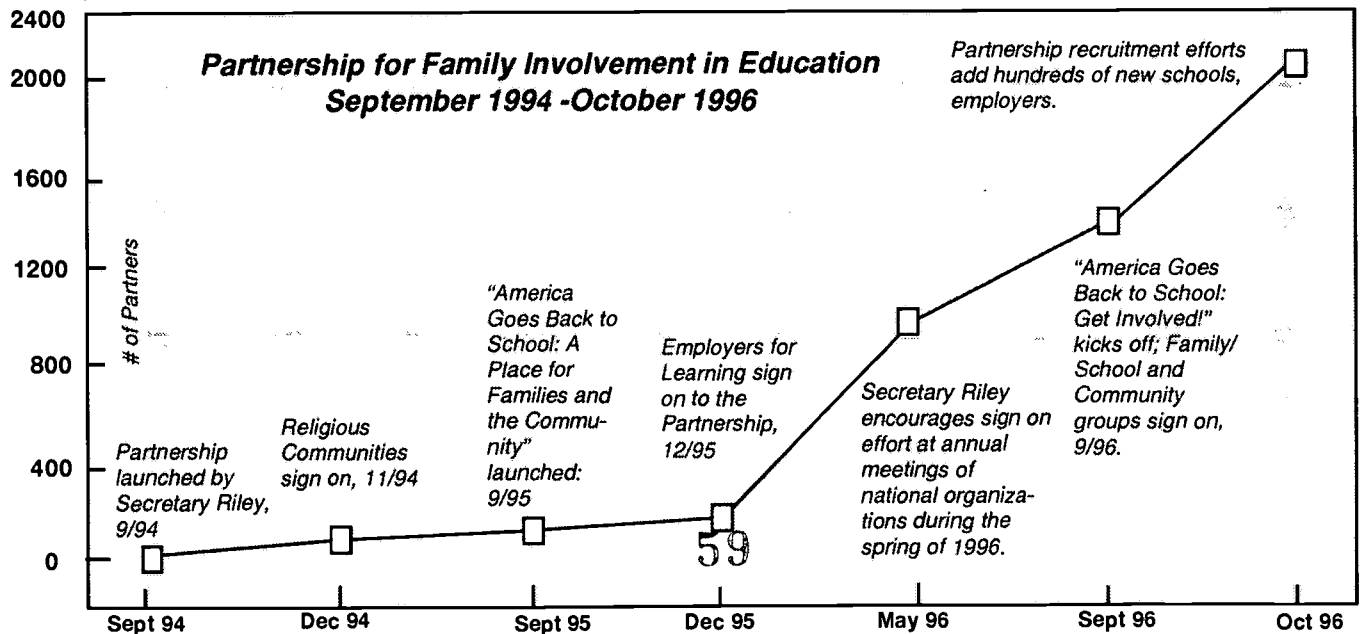 Partnership for Family Involvement in Education
September 1994 -October 1996
2400
2000
1600
1200
800
400
0
# of Partners
Partnership
launched by
Secretary Riley,
9/94
Religious
Communities
sign on, 11/94
"America
Goes Back to
School: A
Place for
Families and
the Commu-
nity"
launched:
9/95
Employers for
Learning sign
on to the
Partnership,
12/95
59
Secretary Riley
encourages sign on
effort at annual
meetings of
national organiza-
tions during the
spring of 1996.
"America Goes
Back to School:
Get Involved!"
kicks off; Family/
School and
Community
groups sign on,
9/96.
Partnership recruitment efforts
add hundreds of new schools,
employers.
Sept 94
Dec 94
Sept 95
Dec 95
May 96
Sept 96
Oct 96